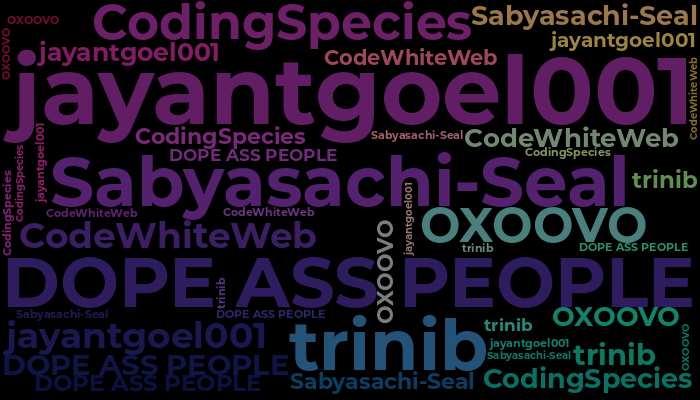 OXOOVO
CodingSpecies
Sabyasachi-Seal
OXOOVO
jayantgoel001
jayantgoel001
CodeWhiteWeb
jayantgoel001
CodeWhiteWeb
CodingSpecies
Sabyasachi-Seal
CodeWhiteWeb
jayantgoel001
DOPE ASS PEOPLE
CodingSpecies
CodingSpecies
CodingSpecies
Sabyasachi-Seal
trinib
CodeWhiteWeb
CodeWhiteWeb
jayantgoel001
OXOOVO
CodeWhiteWeb
OXOOVO
trinib
DOPE ASS PEOPLE
DOPE ASS PEOPLE
trinib
Sabyasachi-Seal
DOPE ASS PEOPLE
OXOOVO
jayantgoel001
trinib
trinib
OXOOVO
jayantgoel001
Sabyasachi-Seal
trinib
DOPE ASS PEOPLE
DOPE ASS PEOPLE
Sabyasachi-Seal
CodingSpecies